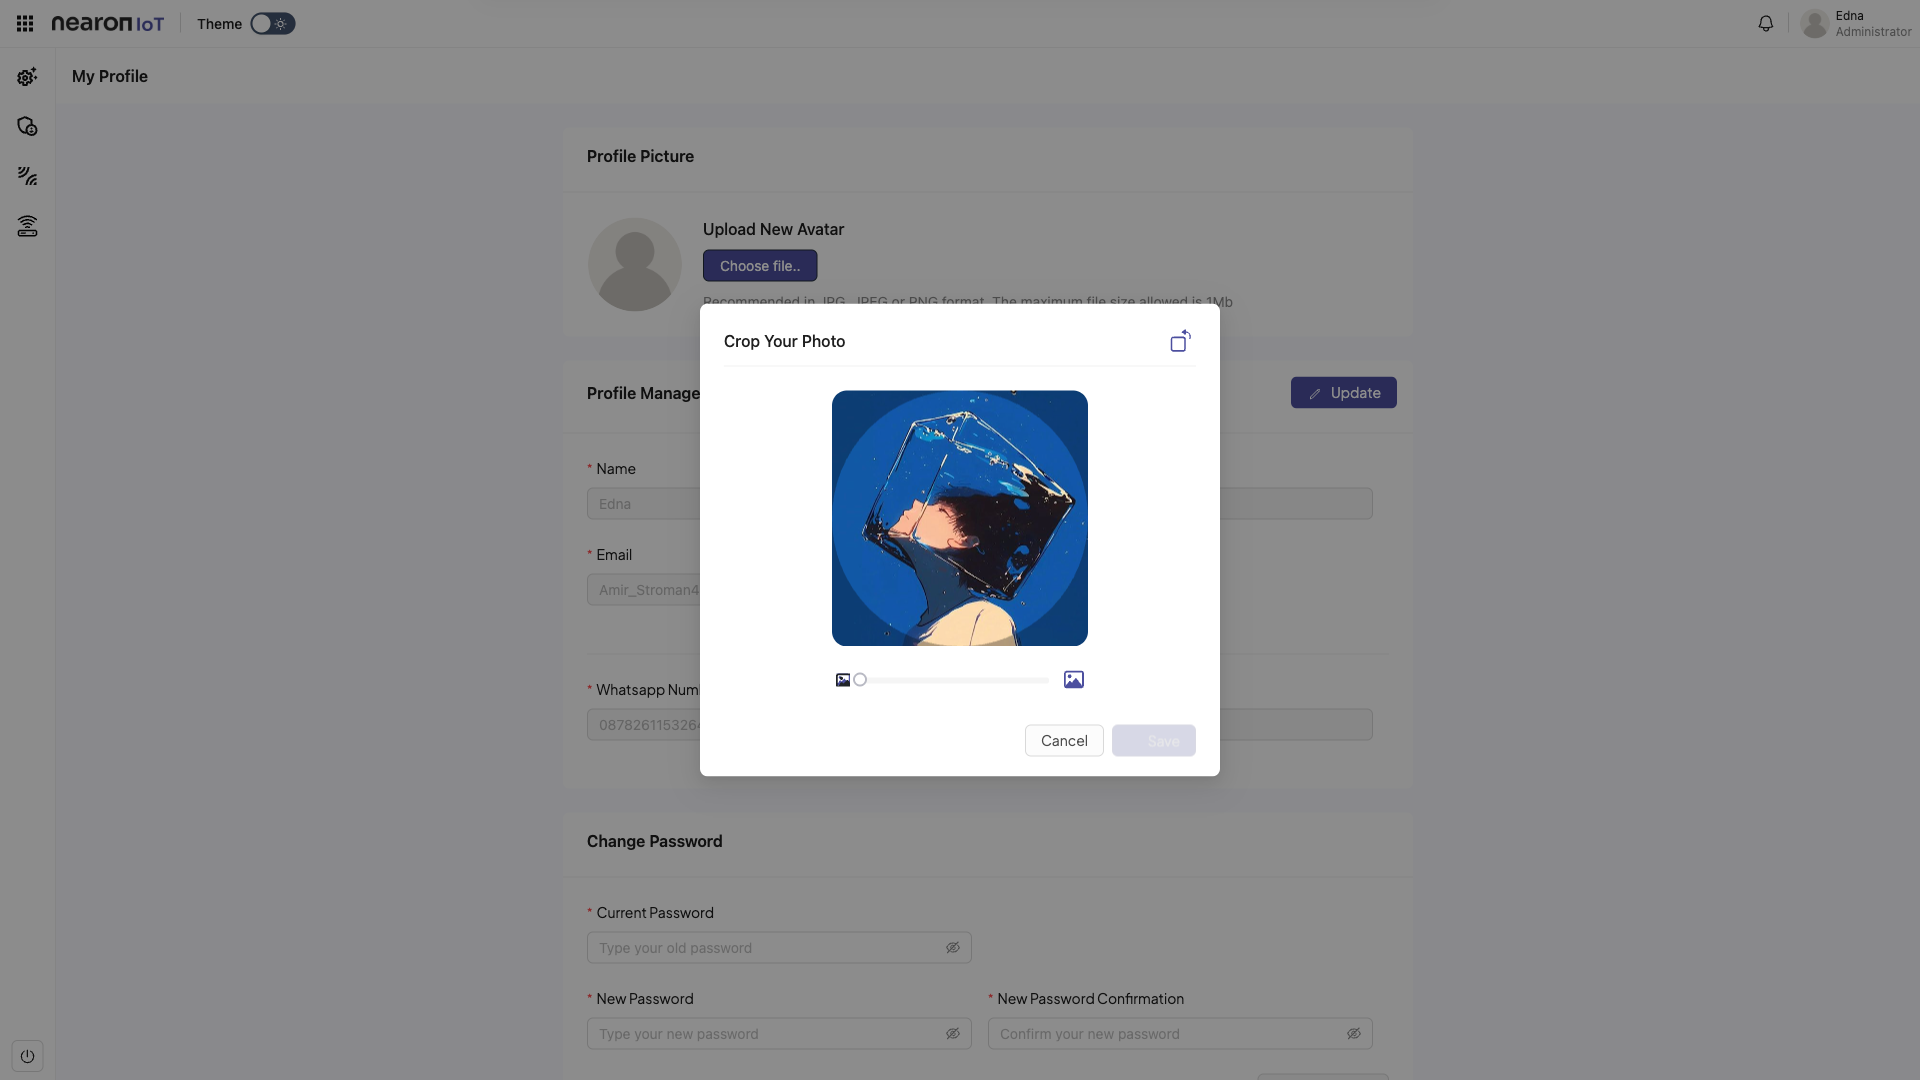 nearon IoT
Theme
Edna
Administrator
My Profile
Profile Picture
Upload New Avatar
Choose file..
Recommended in JPG, JPEG or PNG format. The maximum file size allowed is 1Mb
Crop Your Photo
Profile Manage
Update
* Name
Edna
* Email
Amir_Stroman4
* Whatsapp Num
087826115326
Cancel
Save
Change Password
* Current Password
Type your old password
* New Password
* New Password Confirmation
Type your new password
Confirm your new password